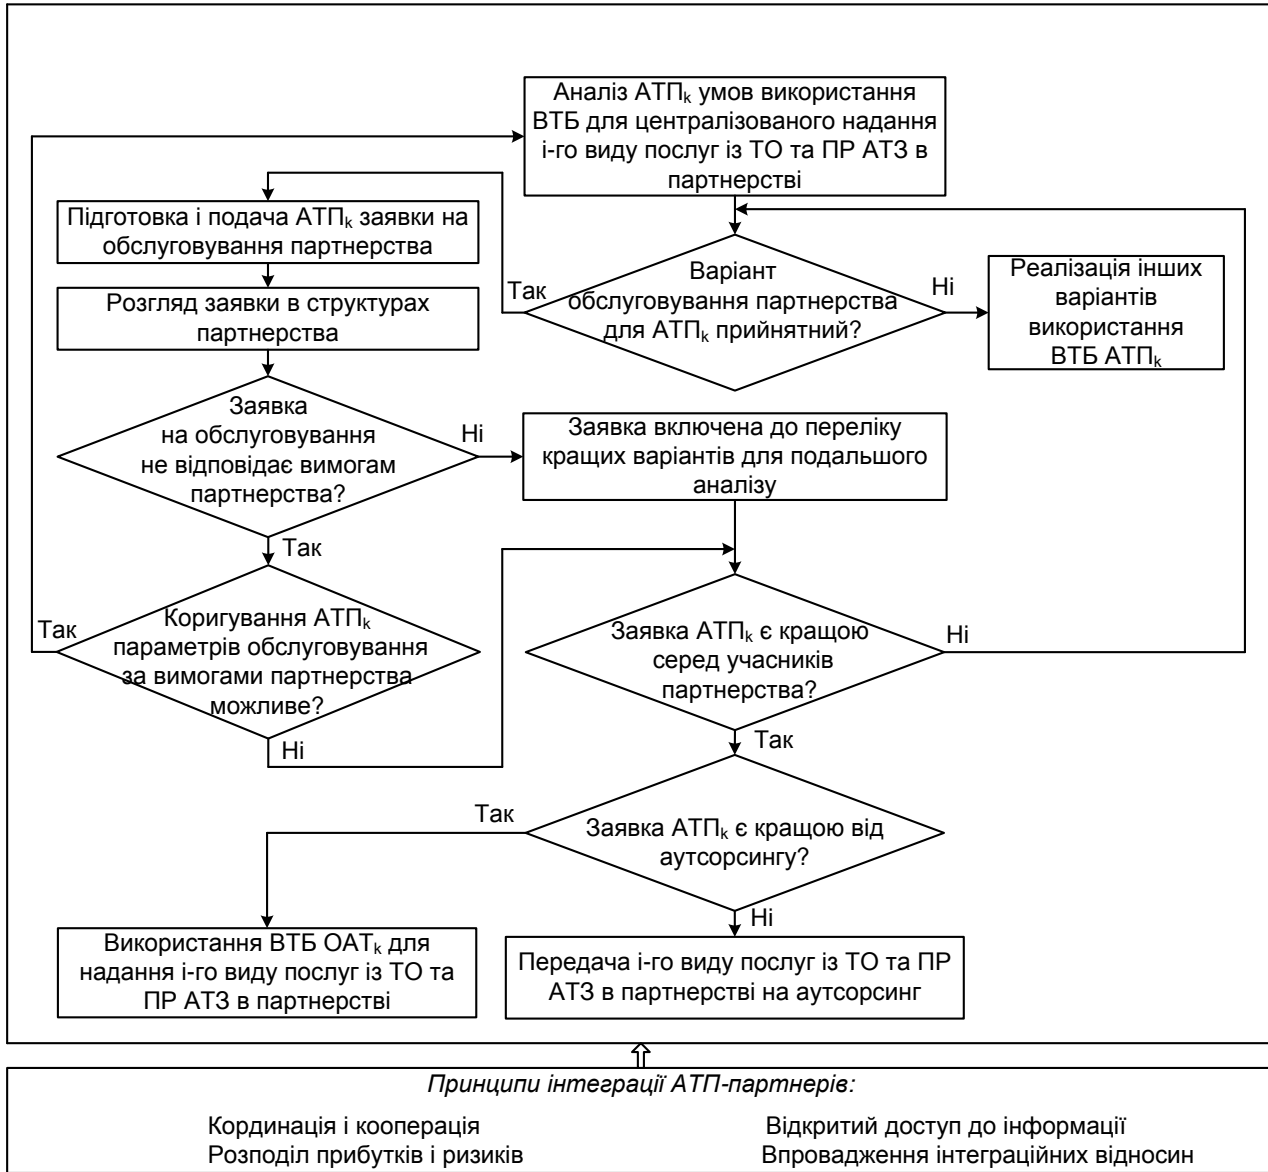 Аналіз АТПk умов використання
ВТБ для централізованого надання
і-го виду послуг із ТО та ПР АТЗ в
партнерстві
Підготовка і подача АТПk заявки на
обслуговування партнерства
Розгляд заявки в структурах
партнерства
Варіант
обслуговування партнерства
для АТПk прийнятний?
Так
Ні
Реалізація інших
варіантів
використання
ВТБ АТПk
Заявка
на обслуговування
не відповідає вимогам
партнерства?
Ні
Так
Заявка включена до переліку
кращих варіантів для подальшого
аналізу
Коригування АТПk
параметрів обслуговування
за вимогами партнерства
можливе?
Так
Ні
Заявка АТПk є кращою
серед учасників
партнерства?
Ні
Так
Заявка АТПk є кращою від
аутсорсингу?
Так
Ні
Використання ВТБ ОАТk для
надання і-го виду послуг із ТО та
ПР АТЗ в партнерстві
Передача і-го виду послуг із ТО та ПР
АТЗ в партнерстві на аутсорсинг
Принципи інтеграції АТП-партнерів:
Кординація і кооперація
Відкритий доступ до інформації
Розподіл прибутків і ризиків
Впровадження інтеграційних відносин